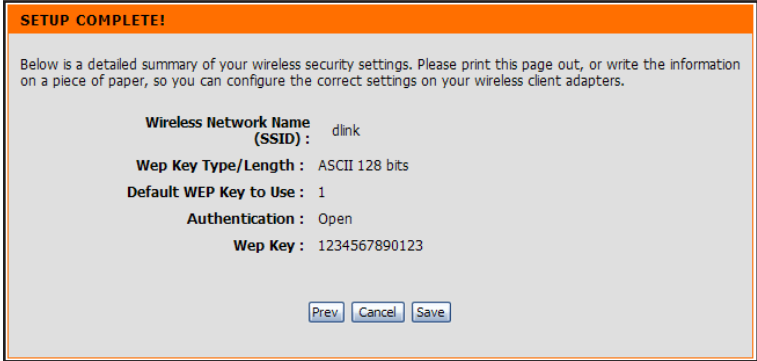 SETUP COMPLETE!
Below is a detailed summary of your wireless security settings. Please print this page out, or write the information
on a piece of paper, so you can configure the correct settings on your wireless client adapters.
Wireless Network Name
(SSID) : dlink
Wep Key Type/Length : ASCII 128 bits
Default WEP Key to Use : 1
Authentication : Open
Wep Key : 1234567890123
Prev Cancel Save